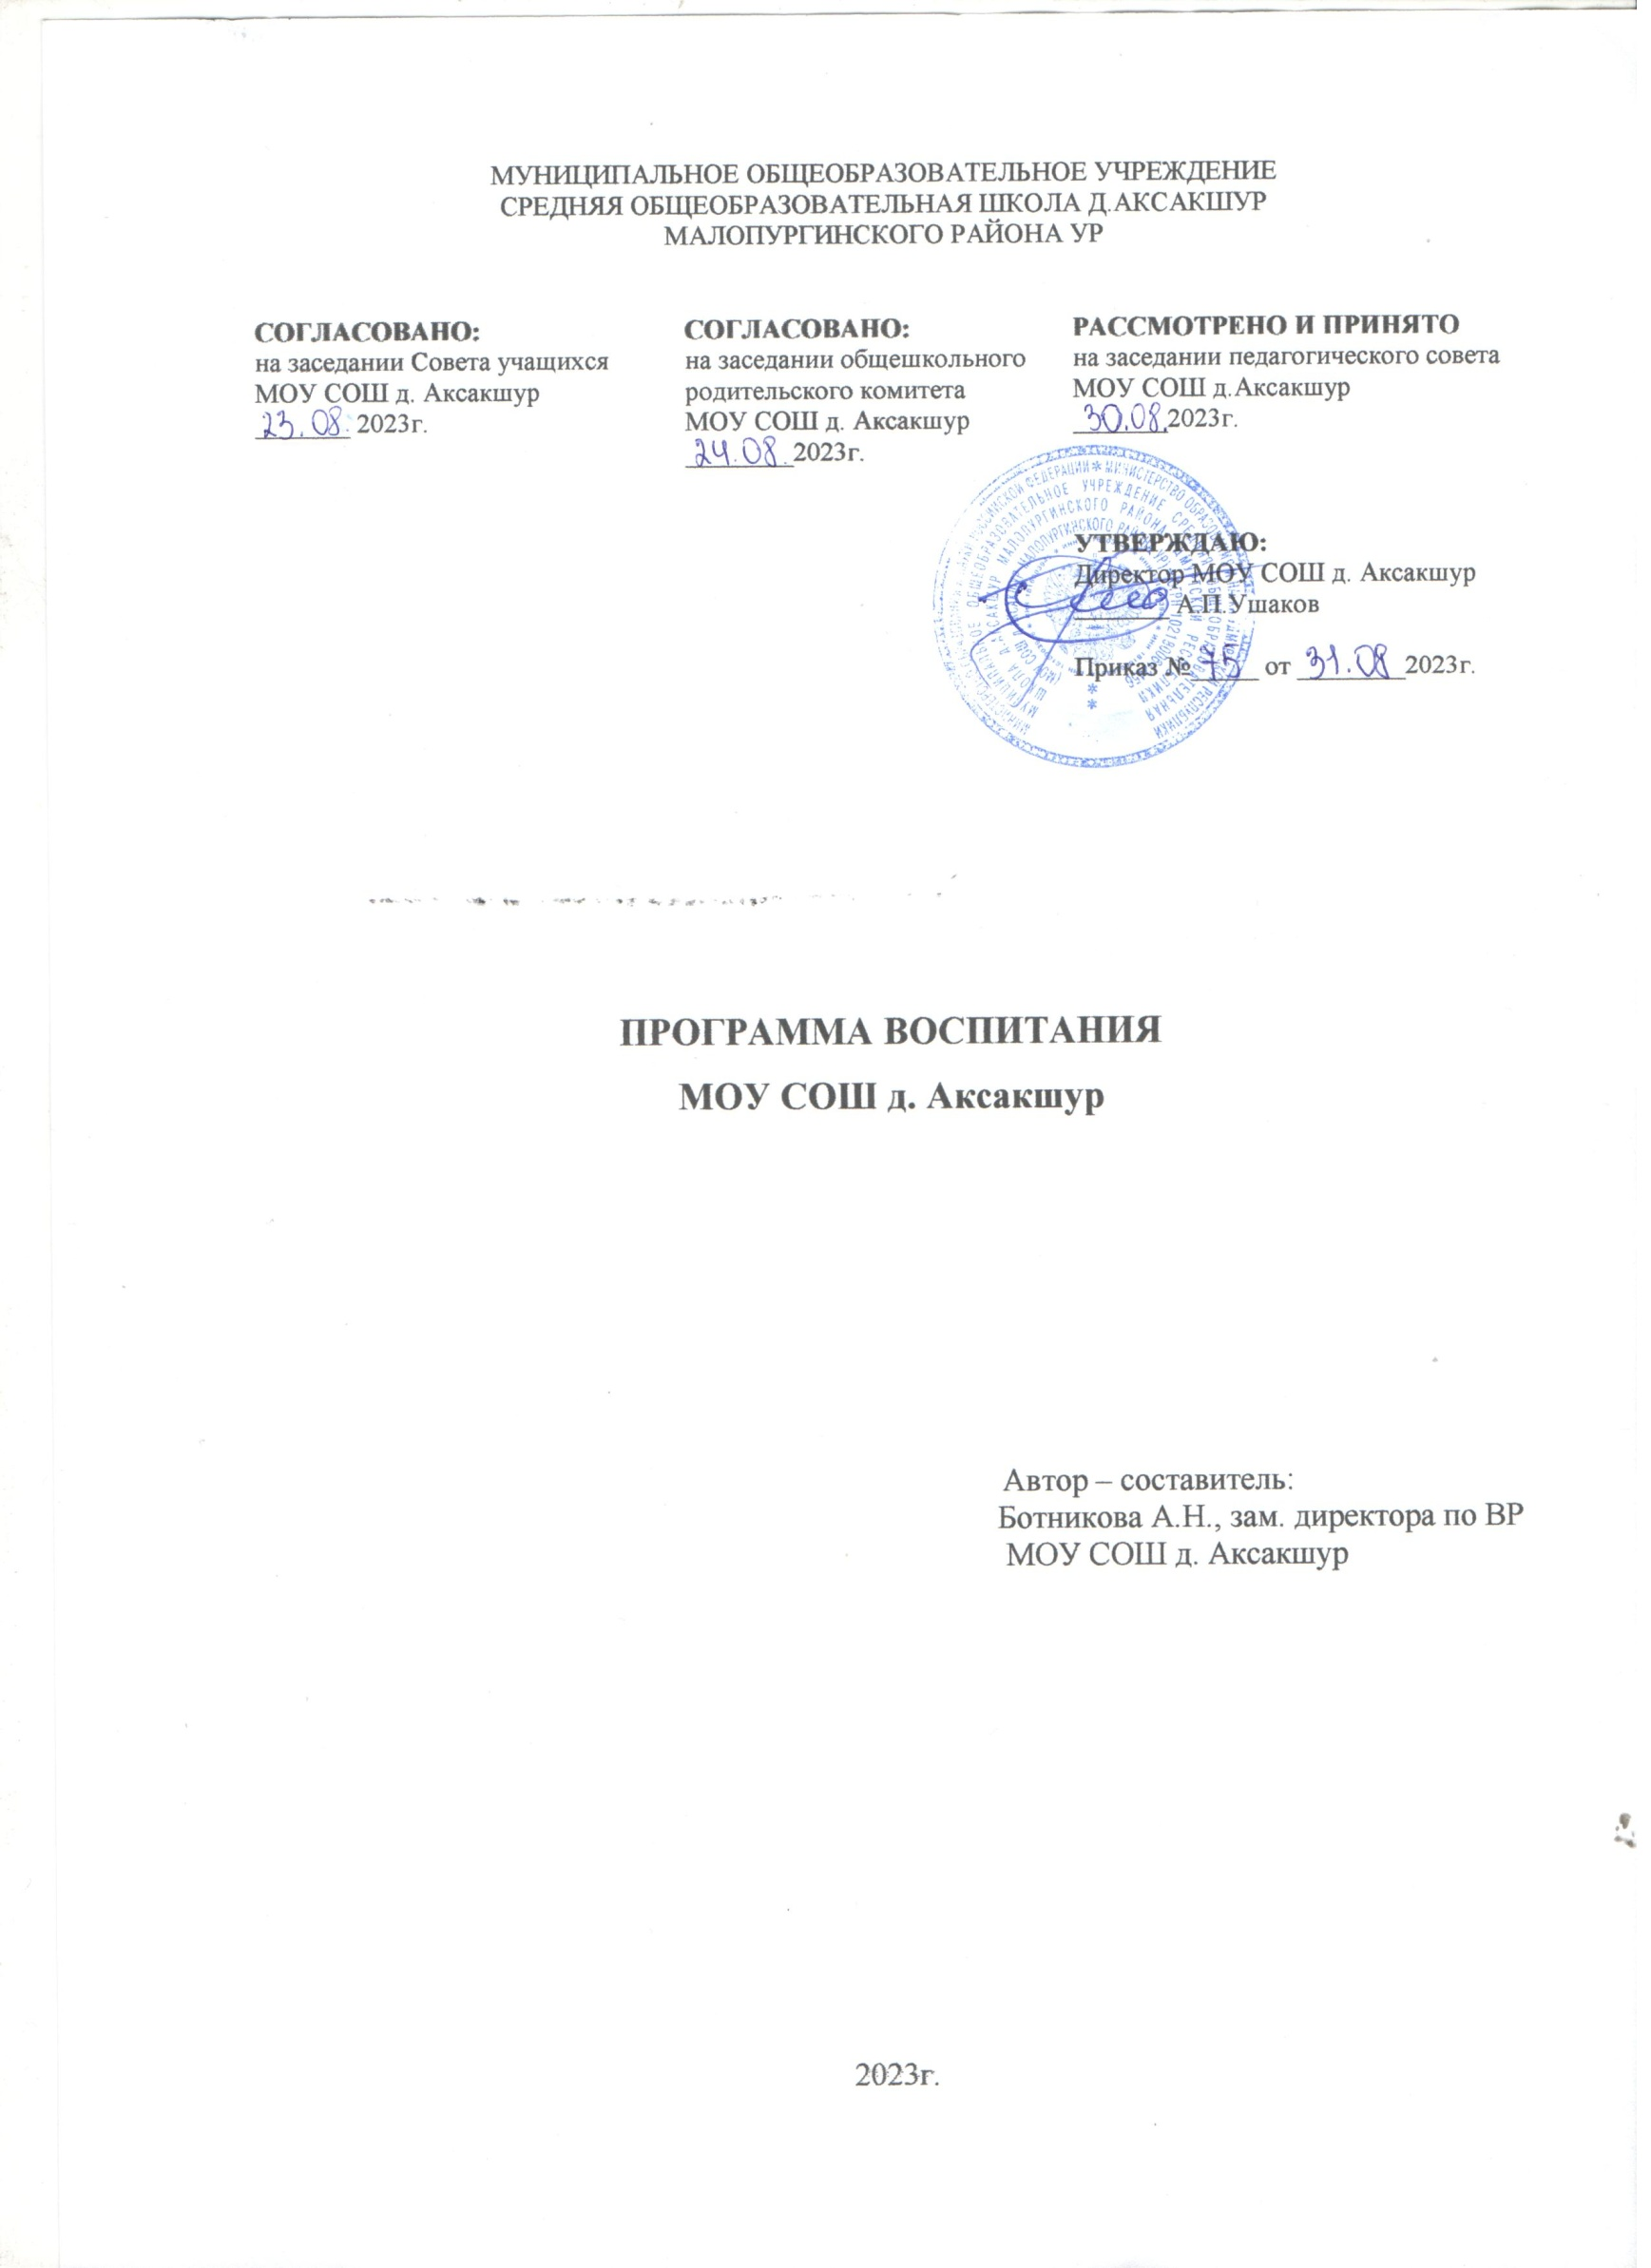 МУНИЦИПАЛЬНОЕ ОБЩЕОБРАЗОВАТЕЛЬНОЕ УЧРЕЖДЕНИЕ
СРЕДНЯЯ ОБЩЕОБРАЗОВАТЕЛЬНАЯ ШКОЛА Д.АКСАКШУР
МАЛОПУРГИНСКОГО РАЙОНА УР
СОГЛАСОВАНО:
на заседании Совета учащихся
МОУ СОШ д. Аксакшур
23.08. 2023г.
СОГЛАСОВАНО:
на заседании общешкольного
родительского комитета
МОУ СОШ д. Аксакшур
24.08.2023г.
РАССМОТРЕНО И ПРИНЯТО
на заседании педагогического совета
МОУ СОШ д.Аксакшур
30.08.2023г.
УТВЕРЖДАЮ:
Директор МОУ СОШ д. Аксакшур
А.П.Ушаков
Приказ № 75 от 31.08 2023г.
ПРОГРАММА ВОСПИТАНИЯ
МОУ СОШ д. Аксакшур
Автор – составитель:
Ботникова А.Н., зам. директора по ВР
МОУ СОШ д. Аксакшур
2023г.